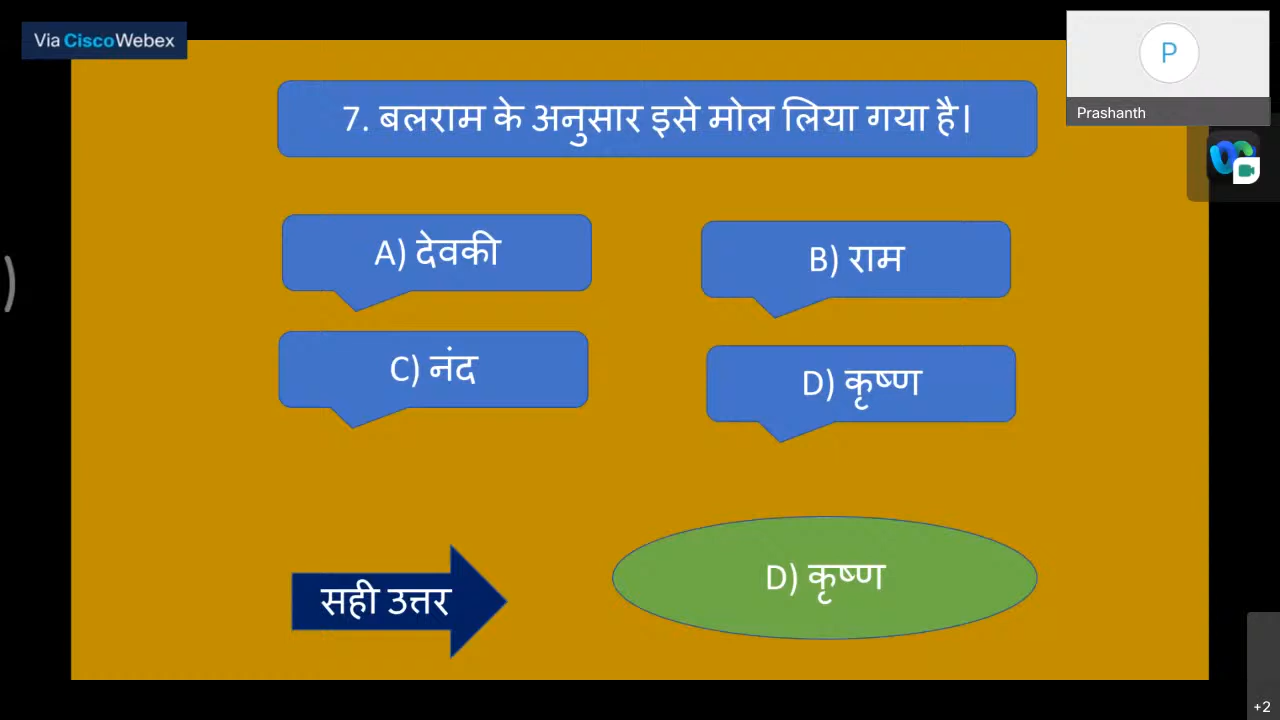 Via CiscoWebex
P
Prashanth
7. बलराम के अनुसार इसे मोल लिया गया है।
A) देवकी
B) राम
C) नंद
D) कृष्ण
सही उत्तर
D) कृष्ण
+2